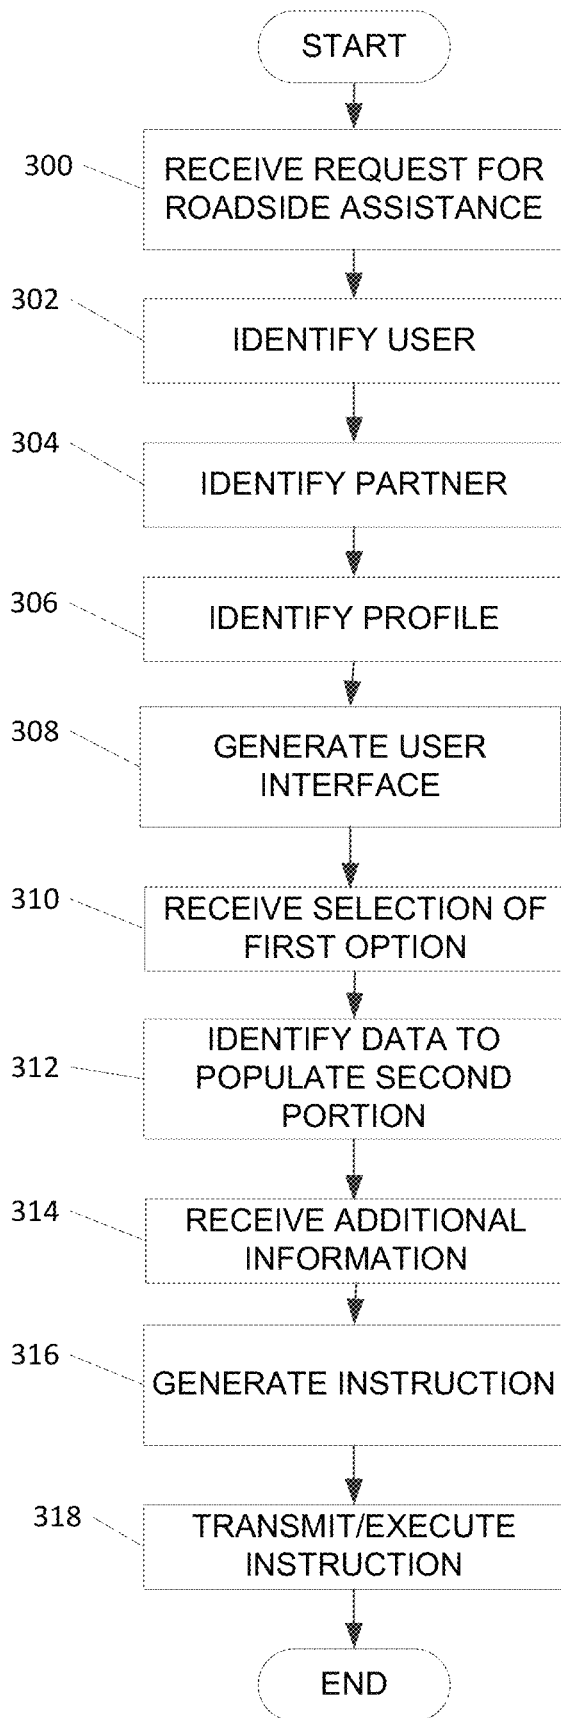 START
300
RECEIVE REQUEST FOR
ROADSIDE ASSISTANCE
302
IDENTIFY USER
304
IDENTIFY PARTNER
306
IDENTIFY PROFILE
308
GENERATE USER
INTERFACE
310
RECEIVE SELECTION OF
FIRST OPTION
312
IDENTIFY DATA TO
POPULATE SECOND
PORTION
314
RECEIVE ADDITIONAL
INFORMATION
316
GENERATE INSTRUCTION
318
TRANSMIT/EXECUTE
INSTRUCTION
END